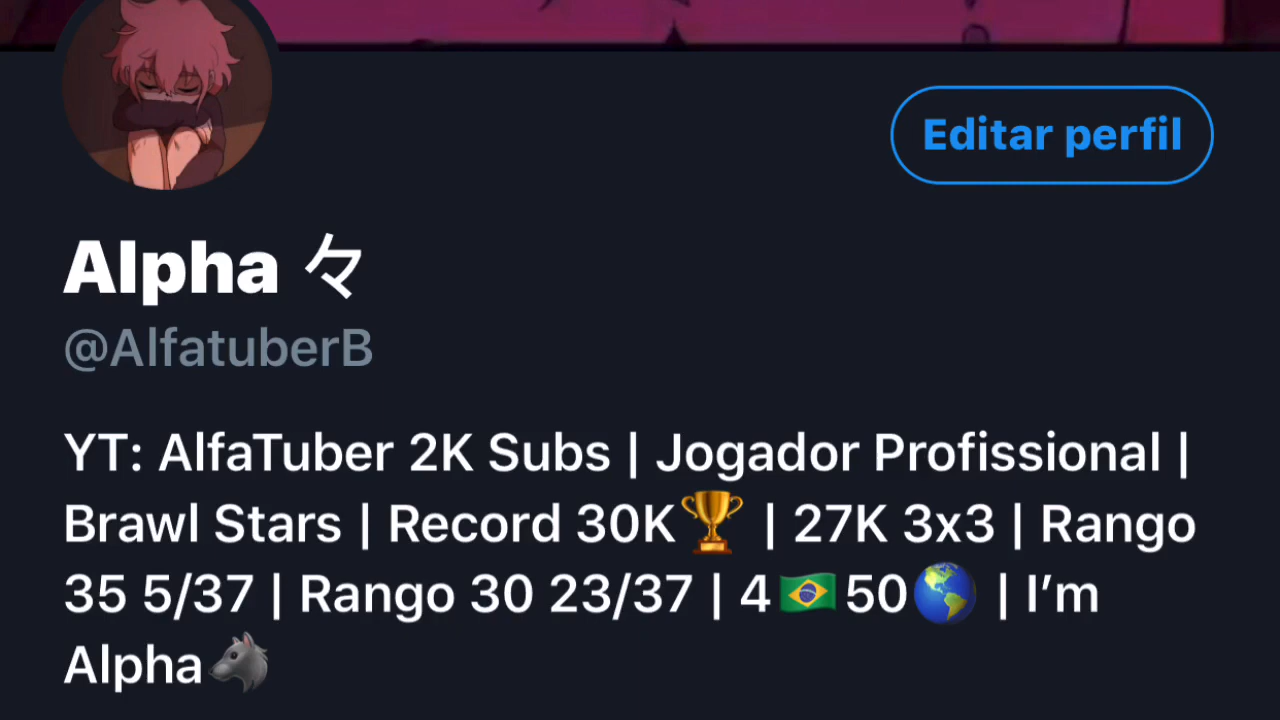 Editar perfil
Alpha 々
@AlfatuberB
YT: AlfaTuber 2K Subs | Jogador Profissional |
Brawl Stars | Record 30K🏆 | 27K 3x3 | Rango
35 5/37 | Rango 30 23/37 | 4🇧🇷50🌎 | I’m
Alpha🐺